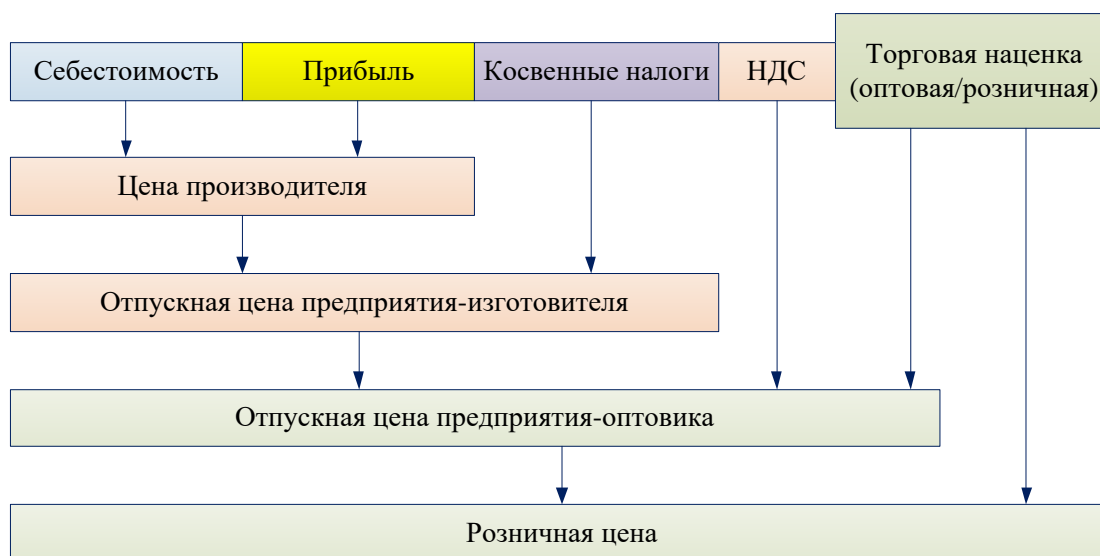 Себестоимость
Прибыль
Косвенные налоги
НДС
Торговая наценка
(оптовая/розничная)
Цена производителя
Отпускная цена предприятия-изготовителя
Отпускная цена предприятия-оптовика
Розничная цена